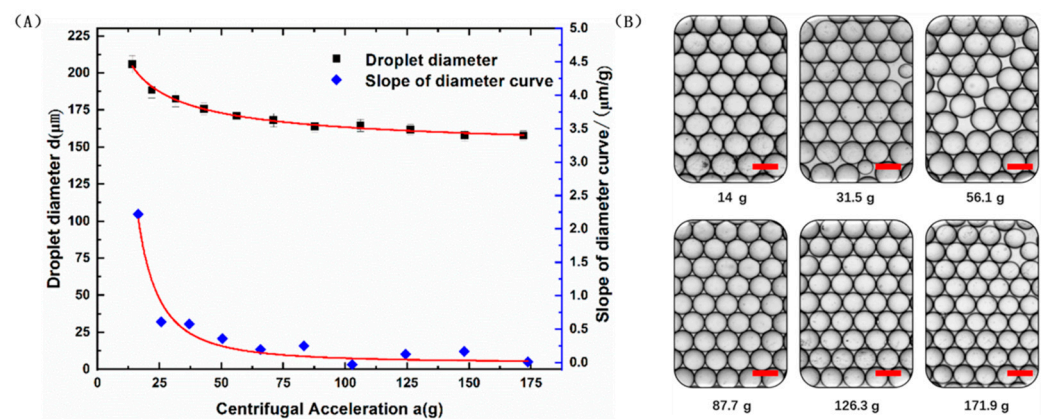 (A)
(B)
Droplet diameter d(μm)
225
200
175
150
125
100
75
50
25
0
Droplet diameter
Slope of diameter curve
5.0
4.5
4.0
3.5
3.0
2.5
2.0
1.5
1.0
0.5
0.0
Slope of diameter curve/ (μm/g)
0 25 50 75 100 125 150 175
Centrifugal Acceleration a(g)
14 g 31.5 g 56.1 g
87.7 g 126.3 g 171.9 g